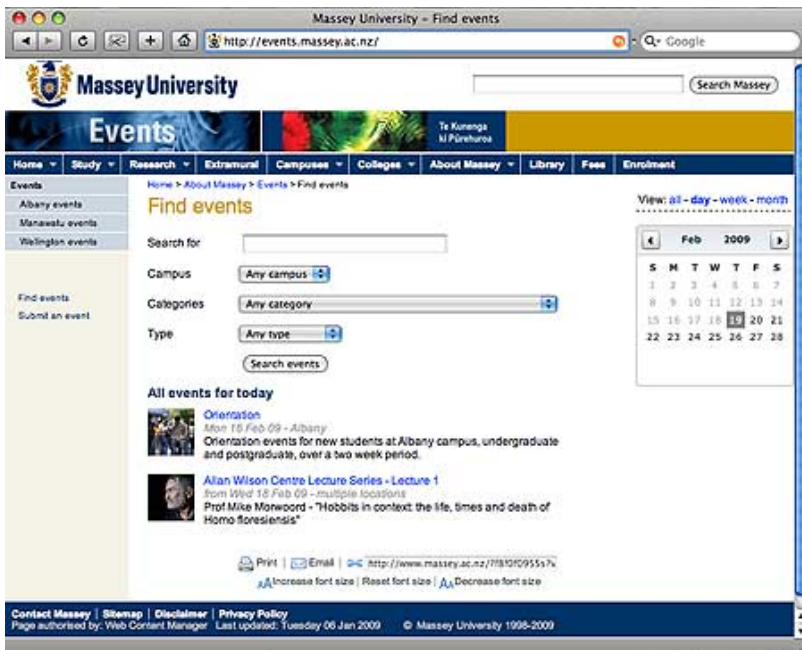 Massey University – Find events
http://events.massey.ac.nz/
Google
Massey University
Search Massey
Events
Te Kunenga
ki Pūrehuroa
Home Study Research Extramural Campuses Colleges About Massey Library Fees Enrolment
Events
Albany events
Manawatu events
Wellington events
Find events
Submit an event
Home > About Massey > Events > Find events
Find events
Search for
Campus Any campus
Categories Any category
Type Any type
Search events
View: all - day - week - month
Feb 2009
S M T W T F S
1 2 3 4 5 6 7
8 9 10 11 12 13 14
15 16 17 18 19 20 21
22 23 24 25 26 27 28
All events for today
Orientation
Mon 16 Feb 09 - Albany
Orientation events for new students at Albany campus, undergraduate
and postgraduate, over a two week period.
Allan Wilson Centre Lecture Series - Lecture 1
from Wed 18 Feb 09 - multiple locations
Prof Mike Morwood - "Hobbits in context: the life, times and death of
Homo floresiensis"
Print | Email | http://www.massey.ac.nz/
AA Increase font size | Reset font size | AA Decrease font size
Contact Massey | Sitemap | Disclaimer | Privacy Policy
Page authorised by: Web Content Manager Last updated: Tuesday 06 Jan 2009 © Massey University 1998-2009